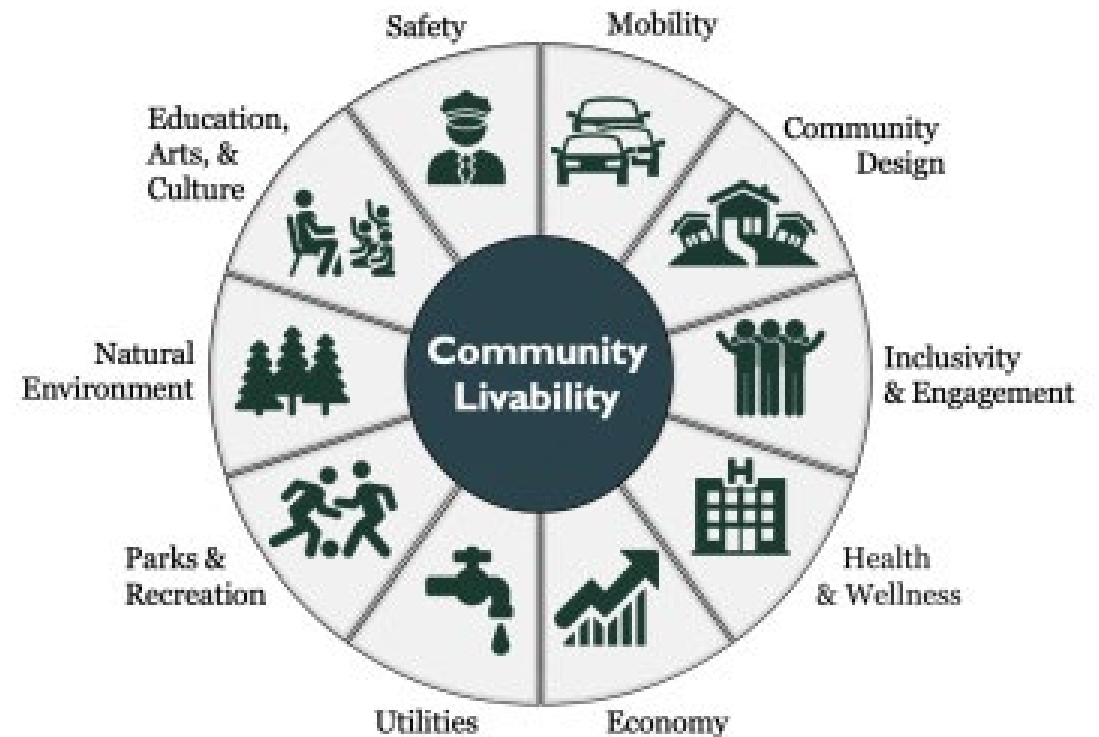 Safety
Mobility
Education,
Arts, &
Culture
Community
Design
Natural
Environment
Community
Livability
Inclusivity
& Engagement
Parks &
Recreation
Health
& Wellness
Utilities
Economy
H